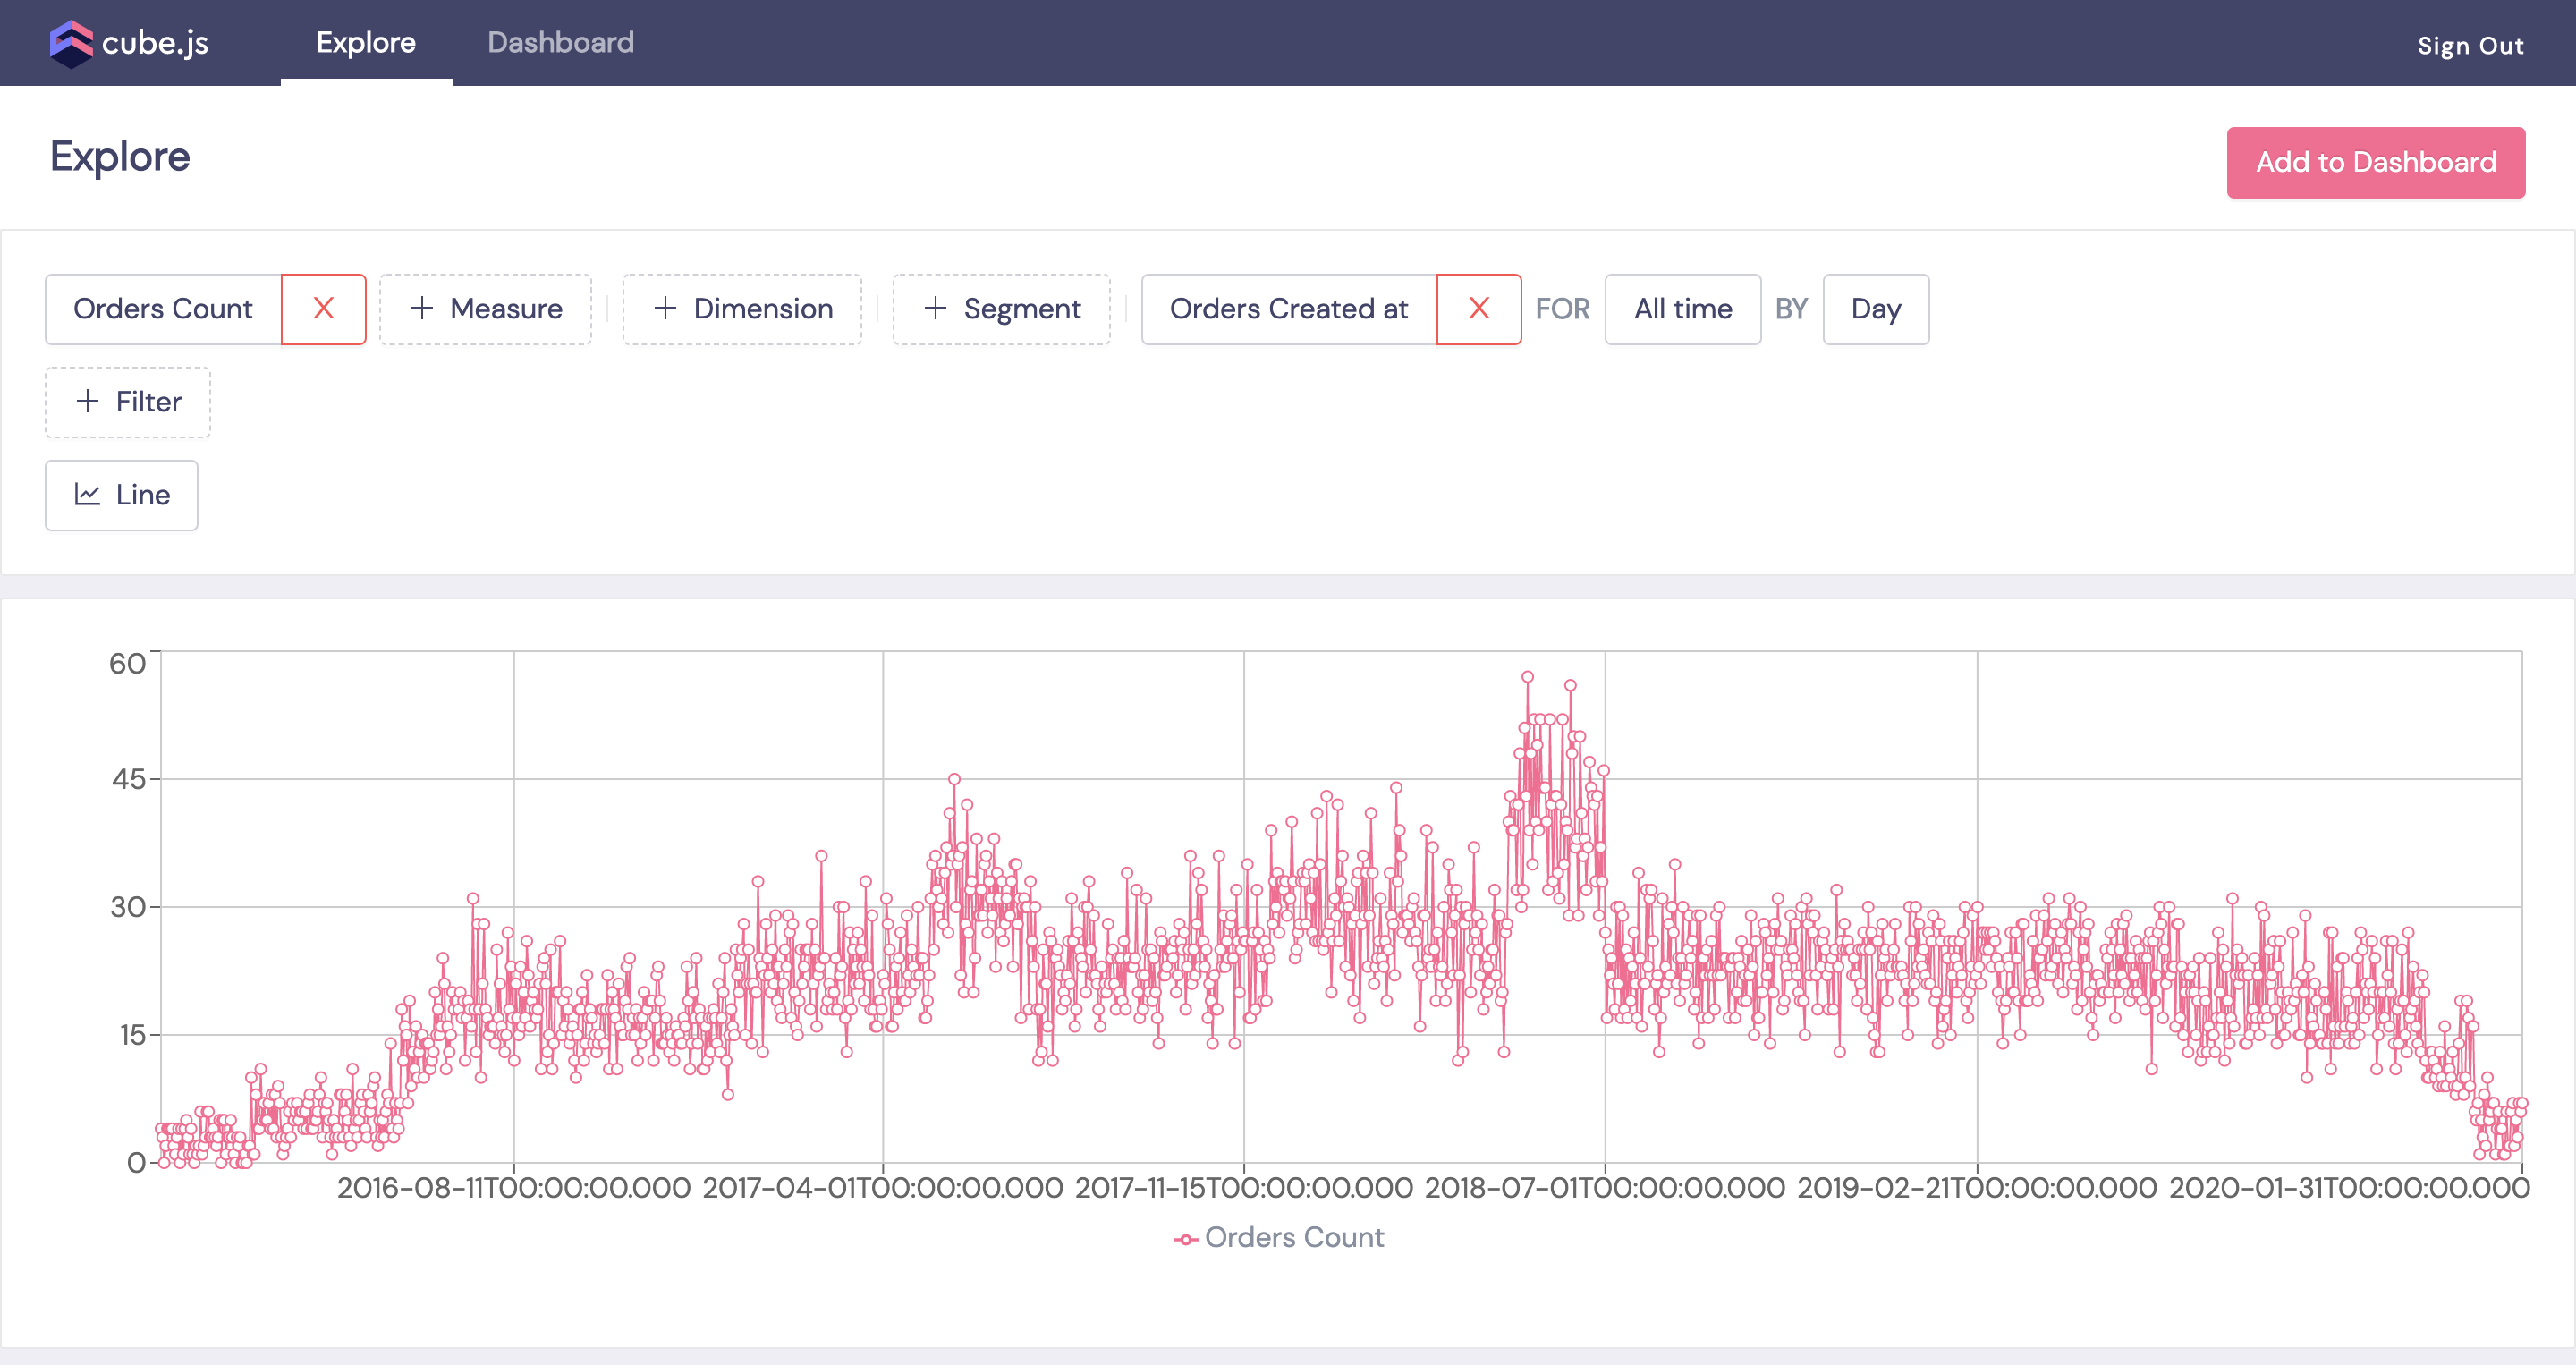 cube.js Explore Dashboard Sign Out
Explore Add to Dashboard
Orders Count X + Measure + Dimension + Segment Orders Created at X FOR All time BY Day
+ Filter
Line
60
45
30
15
0
2016-08-11T00:00:00.000 2017-04-01T00:00:00.000 2017-11-15T00:00:00.000 2018-07-01T00:00:00.000 2019-02-21T00:00:00.000 2020-01-31T00:00:00.000
Orders Count